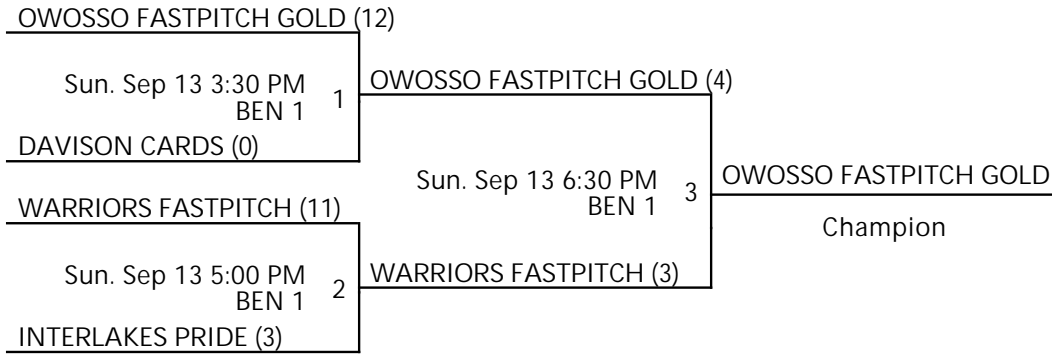 OWOSSO FASTPITCH GOLD (12)
Sun. Sep 13 3:30 PM
BEN 1
1
DAVISON CARDS (0)
OWOSSO FASTPITCH GOLD (4)
WARRIORS FASTPITCH (11)
Sun. Sep 13 5:00 PM
BEN 1
2
INTERLAKES PRIDE (3)
WARRIORS FASTPITCH (3)
Sun. Sep 13 6:30 PM
BEN 1
3
OWOSSO FASTPITCH GOLD
Champion